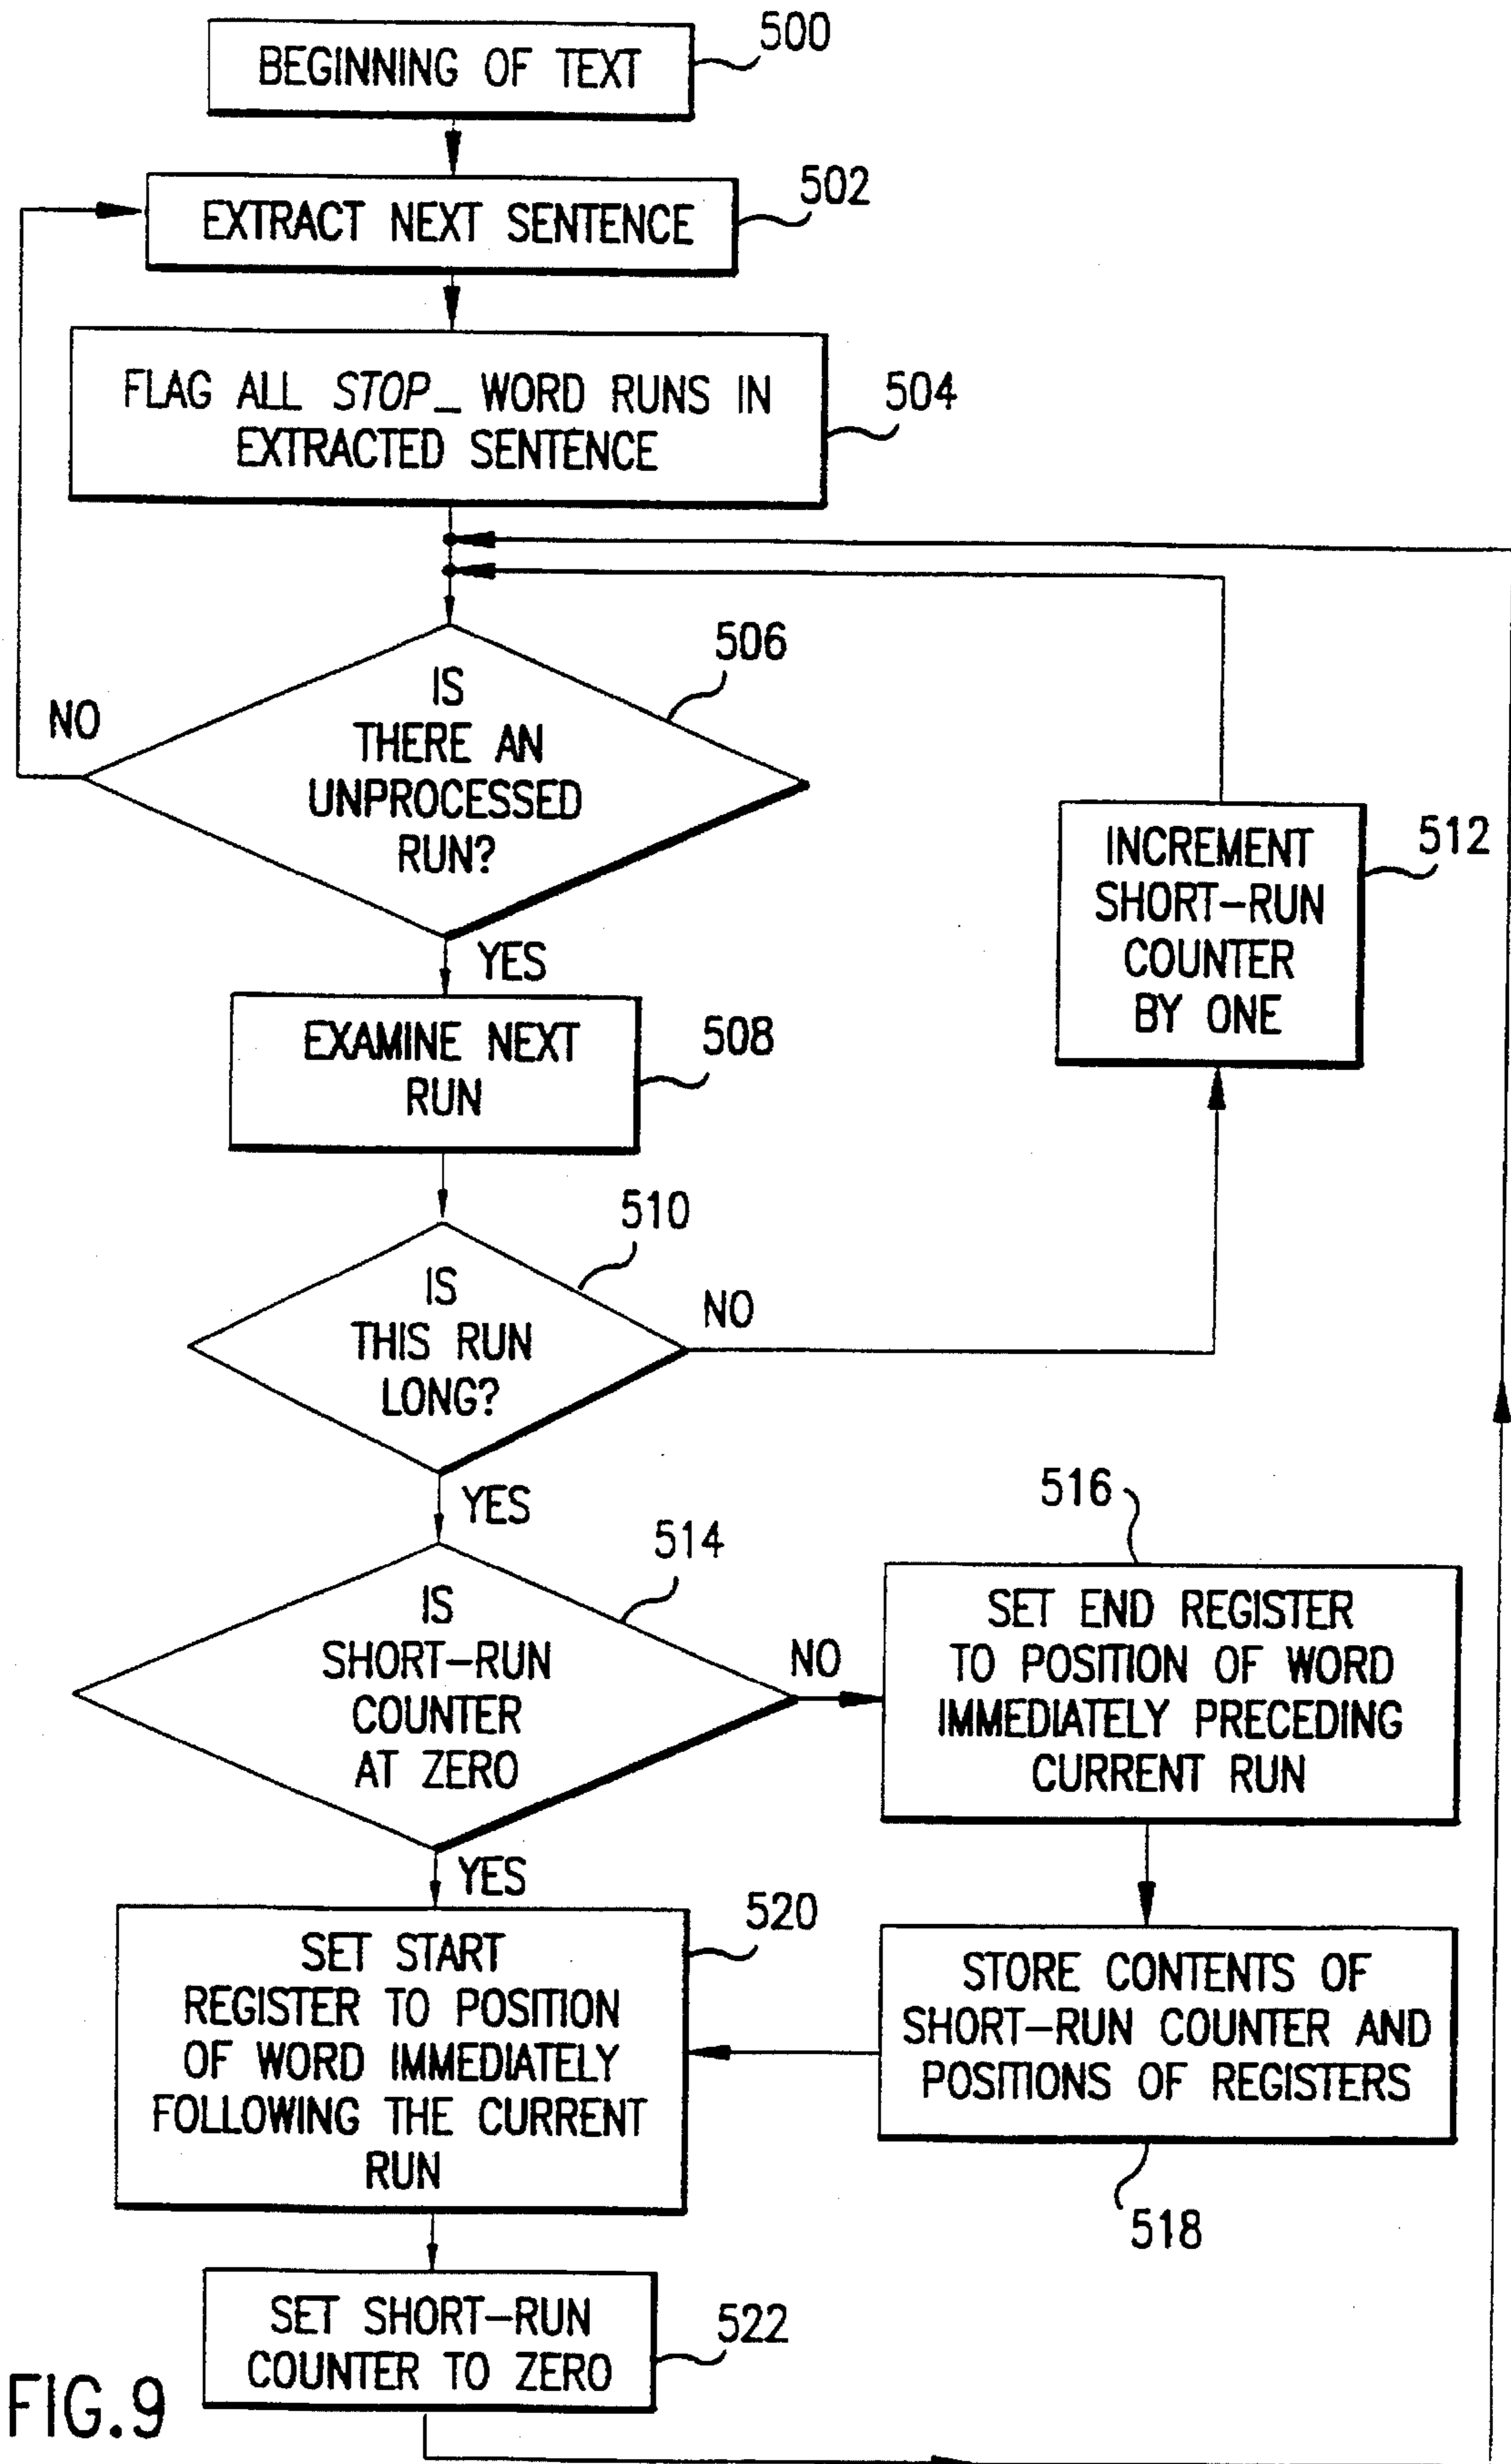 BEGINNING OF TEXT
500
EXTRACT NEXT SENTENCE
502
FLAG ALL STOP_ WORD RUNS IN
EXTRACTED SENTENCE
504
IS
THERE AN
UNPROCESSED
RUN?
506
NO
YES
EXAMINE NEXT
RUN
508
INCREMENT
SHORT-RUN
COUNTER
BY ONE
512
IS
THIS RUN
LONG?
510
NO
YES
IS
SHORT-RUN
COUNTER
AT ZERO
514
NO
YES
516
SET END REGISTER
TO POSITION OF WORD
IMMEDIATELY PRECEDING
CURRENT RUN
SET START
REGISTER TO POSITION
OF WORD IMMEDIATELY
FOLLOWING THE CURRENT
RUN
520
STORE CONTENTS OF
SHORT-RUN COUNTER AND
POSITIONS OF REGISTERS
518
SET SHORT-RUN
COUNTER TO ZERO
522
FIG.9